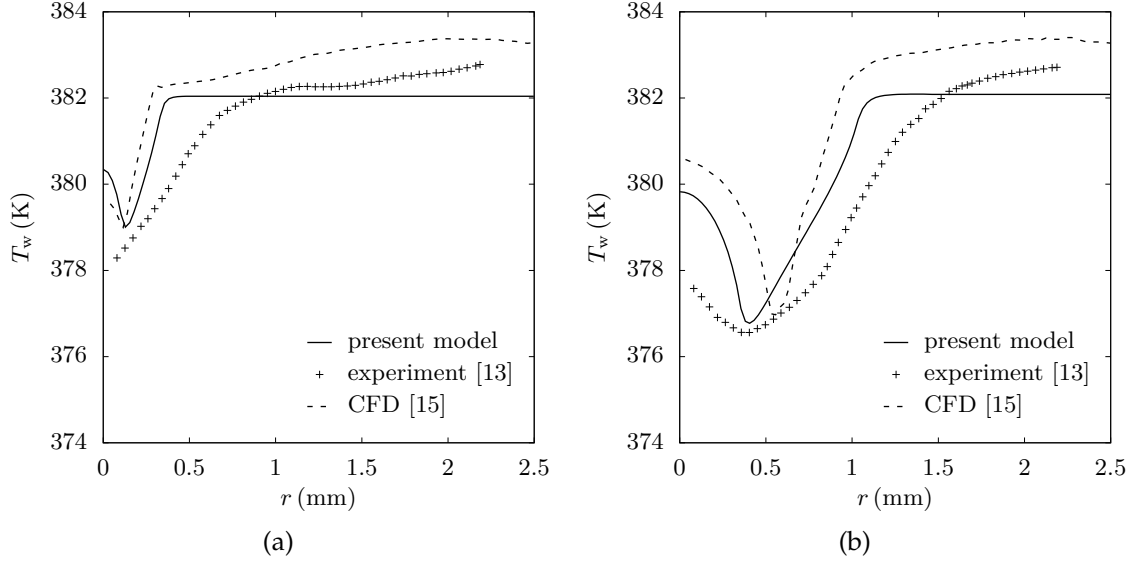 384
382
380
378
376
374
T_w (K)
present model
experiment [13]
CFD [15]
0 0.5 1 1.5 2 2.5
r (mm)
(a)
384
382
380
378
376
374
T_w (K)
present model
experiment [13]
CFD [15]
0 0.5 1 1.5 2 2.5
r (mm)
(b)